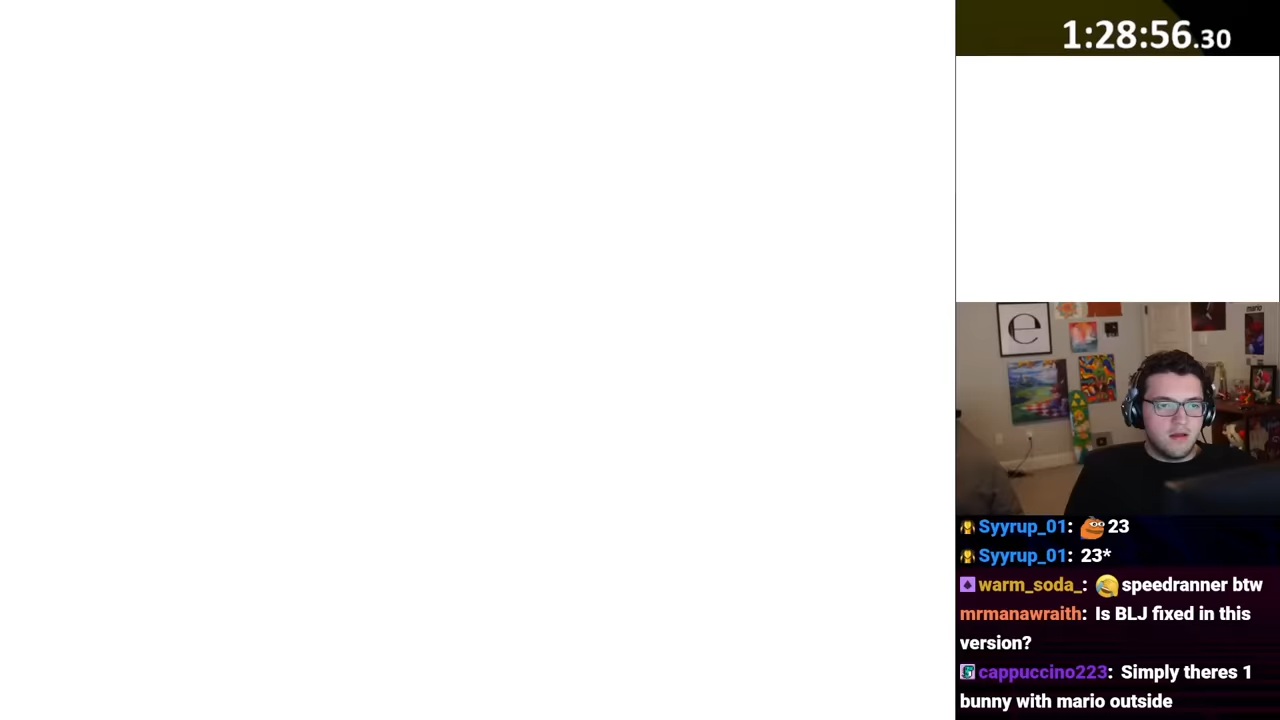 1:28:56.30
e
mario
Syyrup_01: 23
Syyrup_01: 23*
warm_soda_: speedranner btw
mrmanawraith: Is BLJ fixed in this
version?
cappuccino223: Simply theres 1
bunny with mario outside